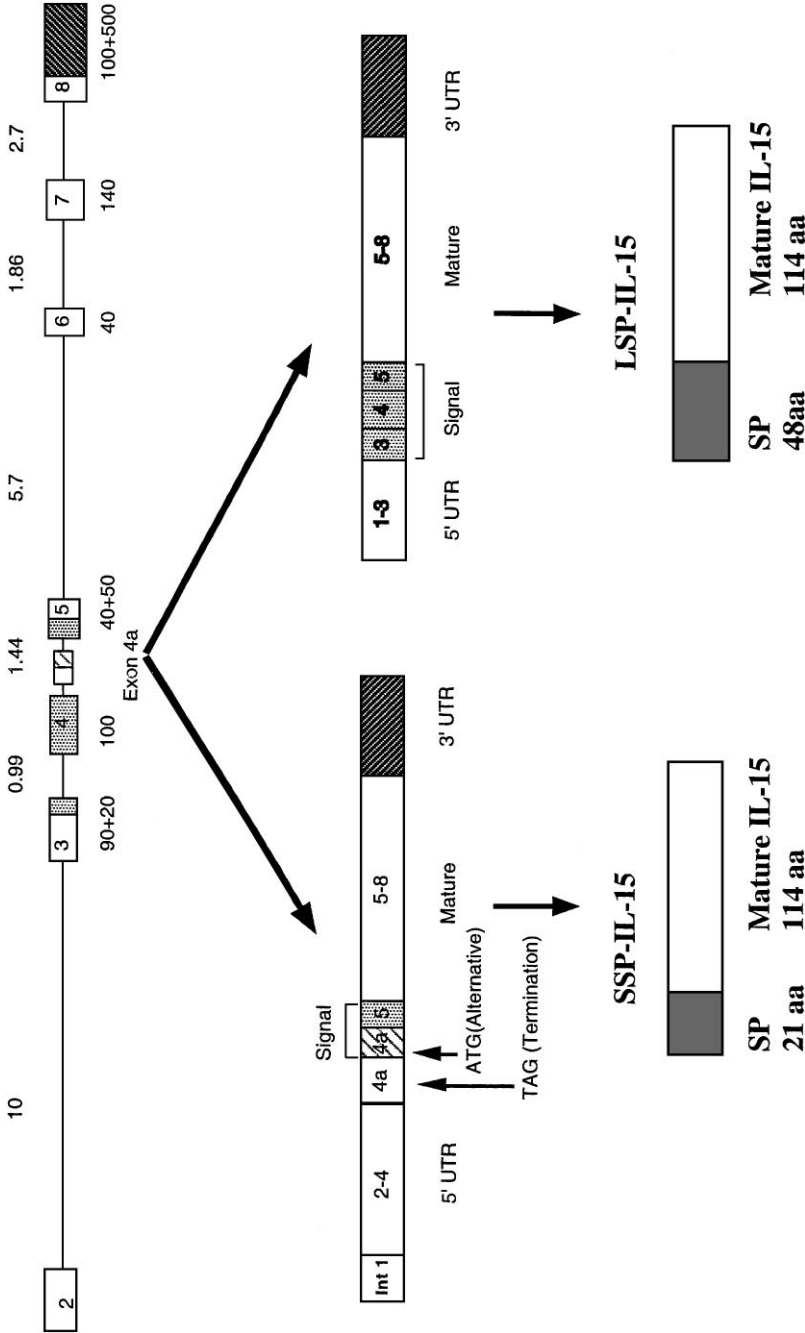 10 0.99 1.44 5.7 1.86 2.7
2 3 4 5 6 7 8
90+20 100 40+50 40 140 100+500
Exon 4a
Signal
Int 1 2-4 4a 4a 5 5-8
5' UTR Mature 3' UTR
ATG(Alternative)
TAG (Termination)
SSP-IL-15
SP Mature IL-15
21 aa 114 aa
1-3 3 4 5 5-8
5' UTR Signal Mature 3' UTR
LSP-IL-15
SP Mature IL-15
48aa 114 aa